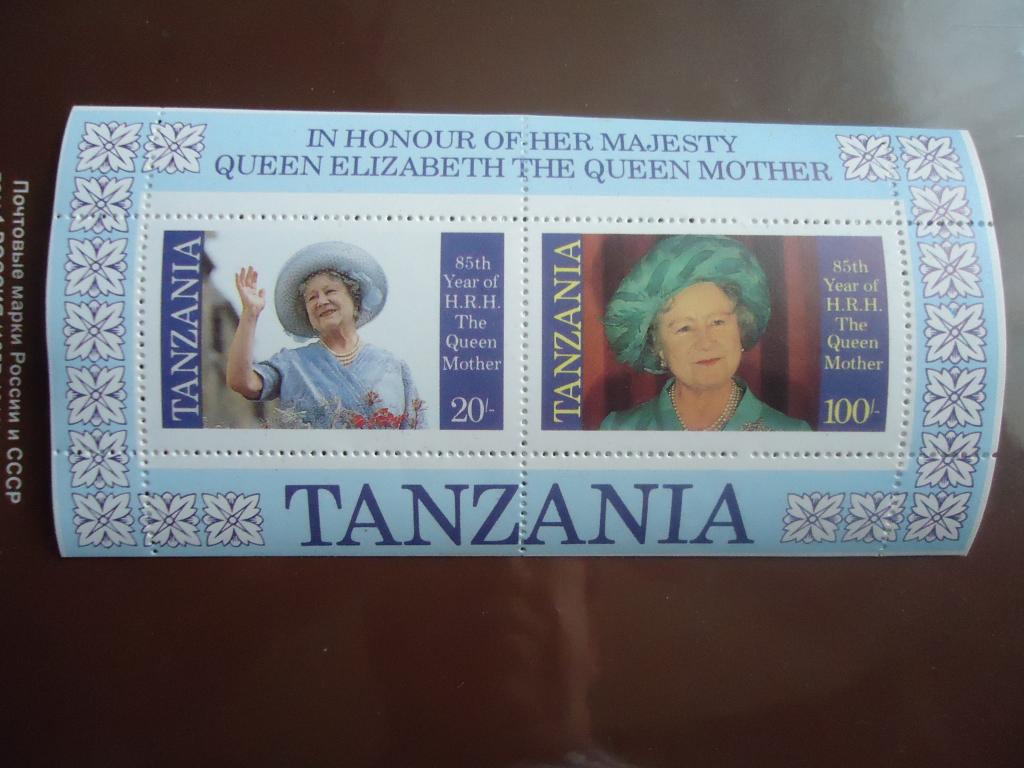 IN HONOUR OF HER MAJESTY
QUEEN ELIZABETH THE QUEEN MOTHER
TANZANIA
85th
Year of
H.R.H.
The
Queen
Mother
20/-
TANZANIA
85th
Year of
H.R.H.
The
Queen
Mother
100/-
TANZANIA
Почтовые марки России и СССР